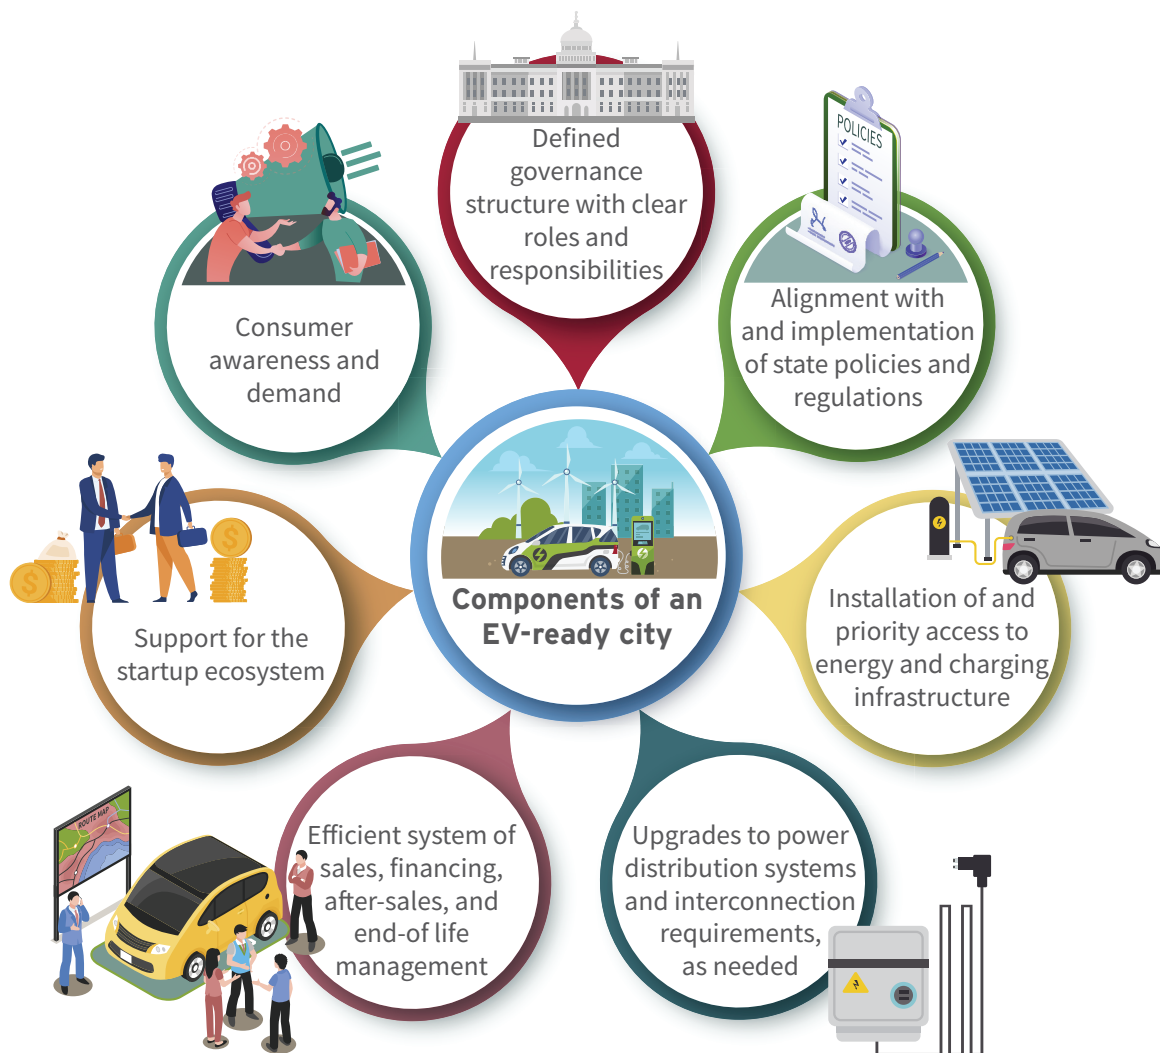 Defined
governance
structure with clear
roles and
responsibilities
POLICIES
Alignment with
and implementation
of state policies and
regulations
Consumer
awareness and
demand
Components of an
EV-ready city
Installation of and
priority access to
energy and charging
infrastructure
Support for the
startup ecosystem
$
$
$
ROUTE MAP
Efficient system of
sales, financing,
after-sales, and
end-of life
management
Upgrades to power
distribution systems
and interconnection
requirements,
as needed